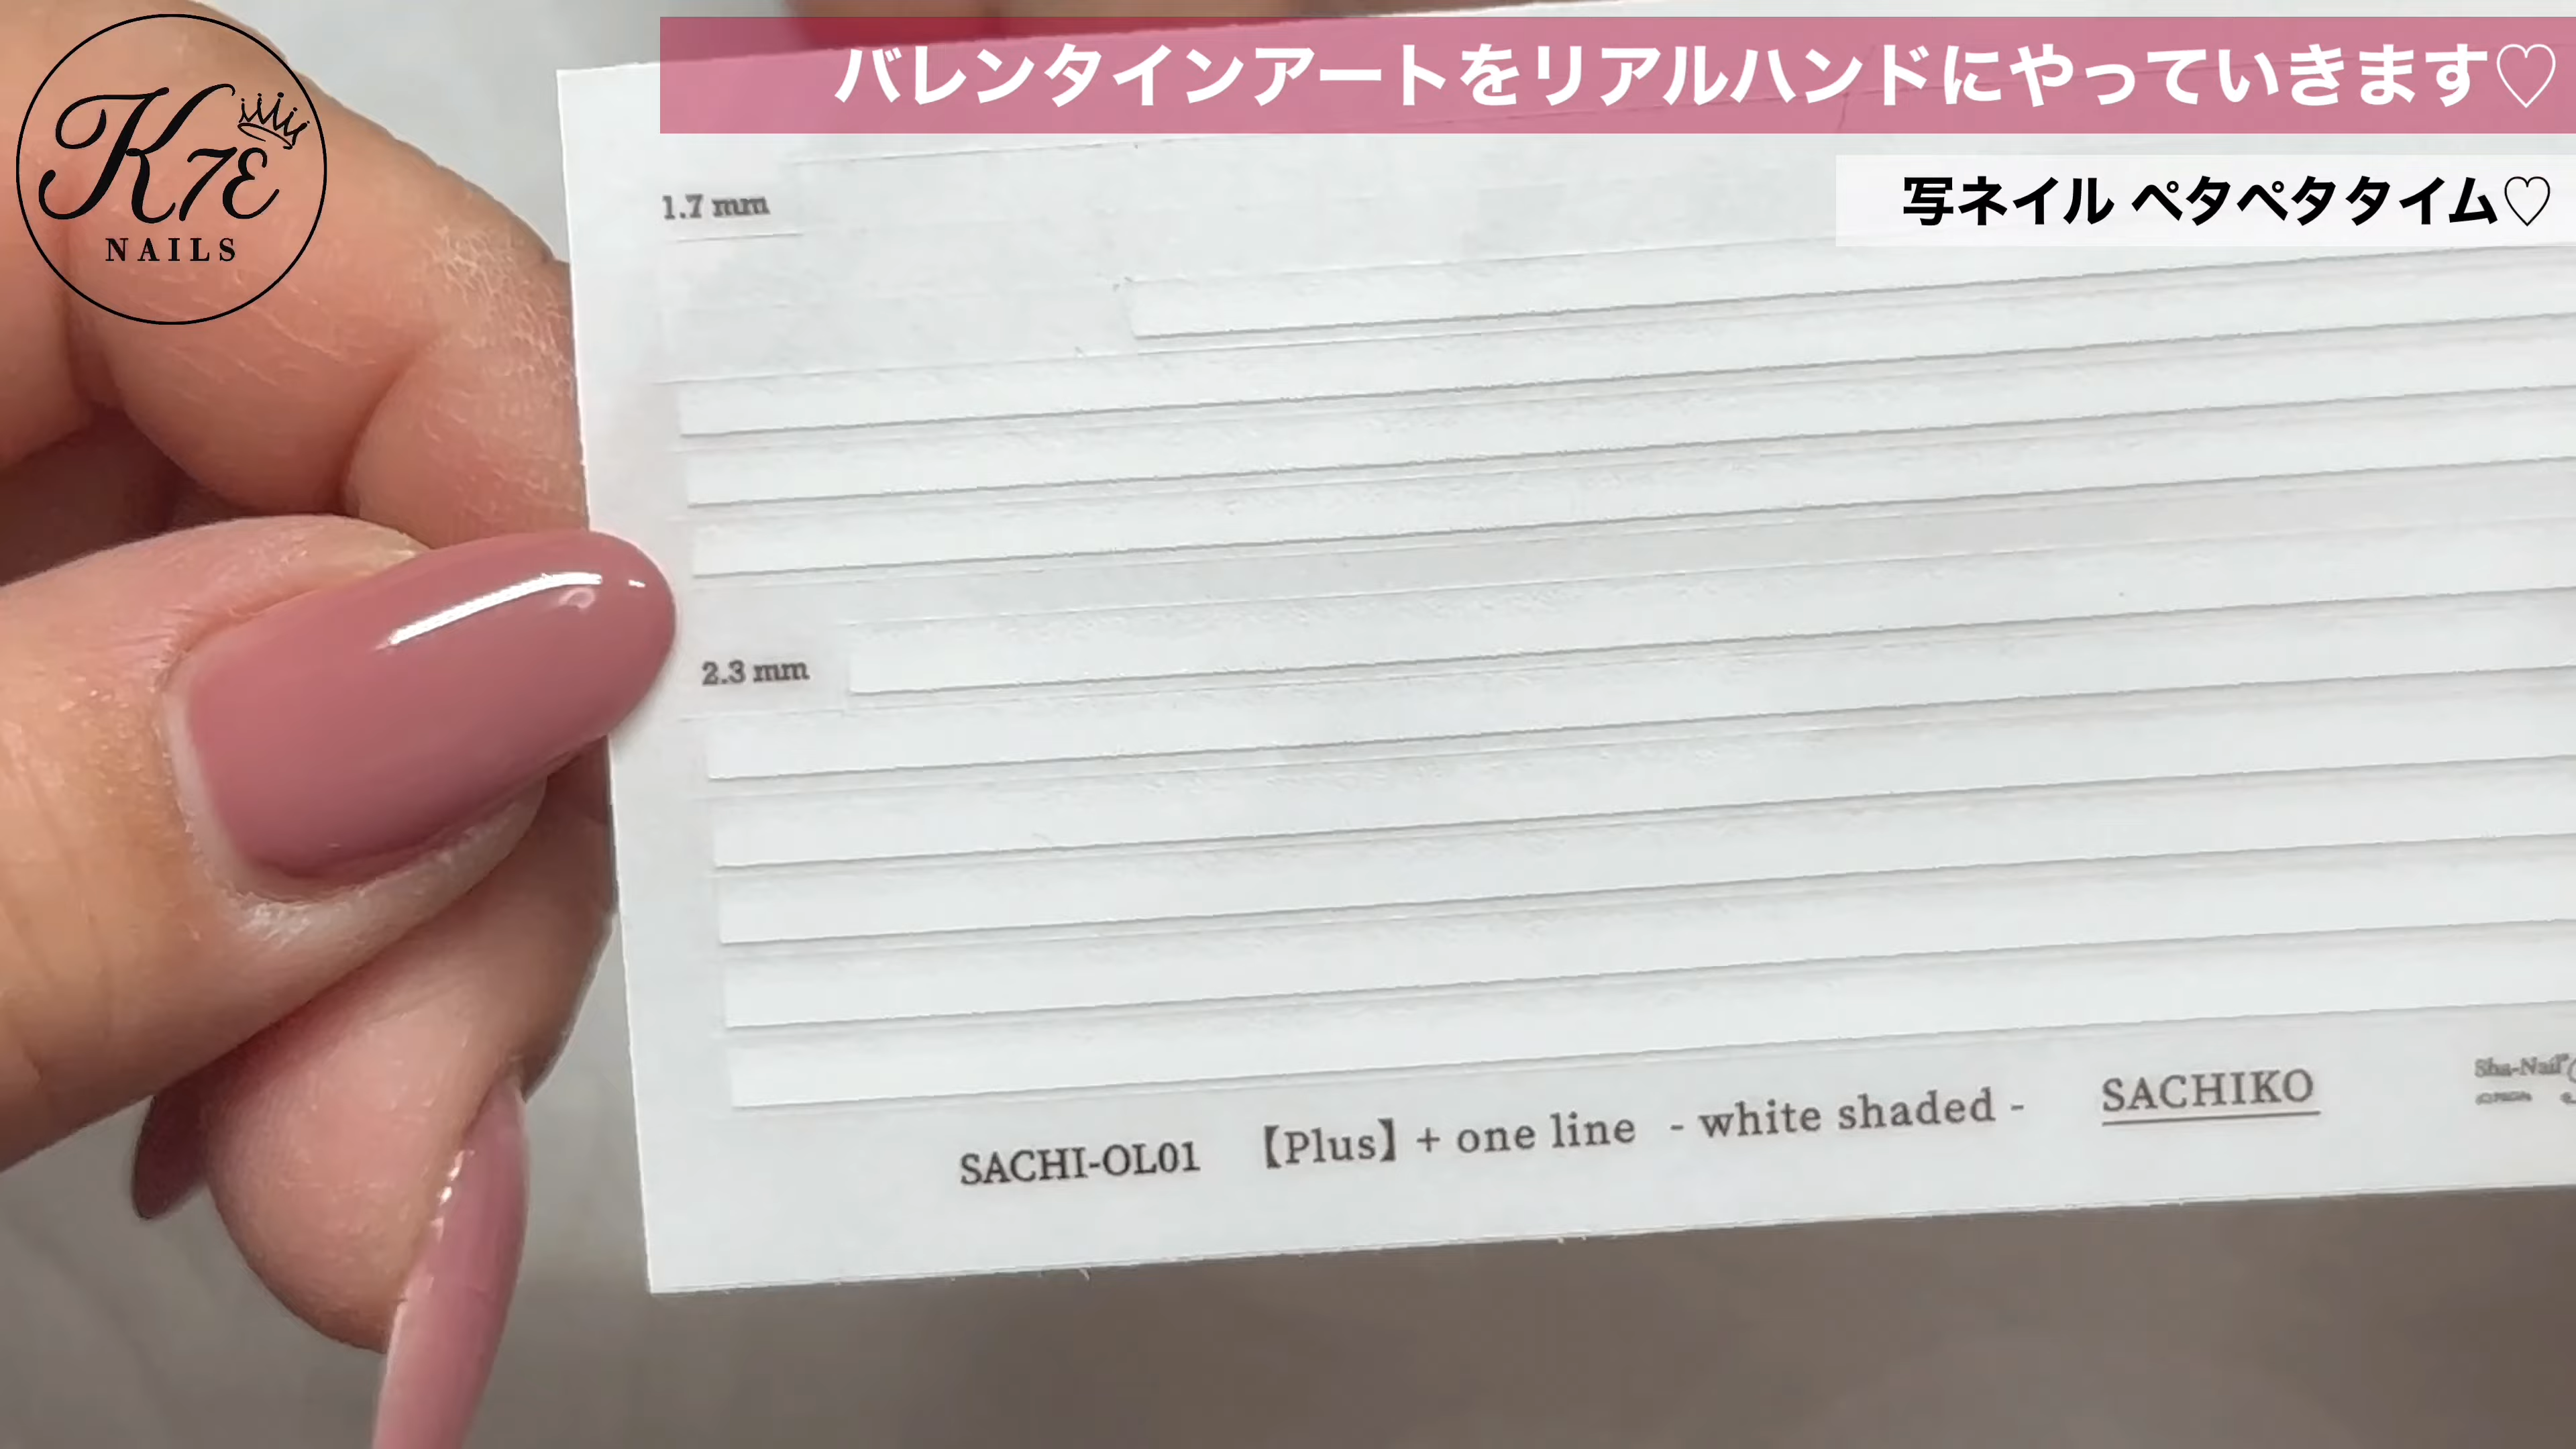 K7E
NAILS
バレンタインアートをリアルハンドにやっていきます♡
写ネイル ペタペタタイム♡
1.7 mm
2.3 mm
SACHI-OL01 【Plus】+ one line - white shaded - SACHIKO
Sha-Nail